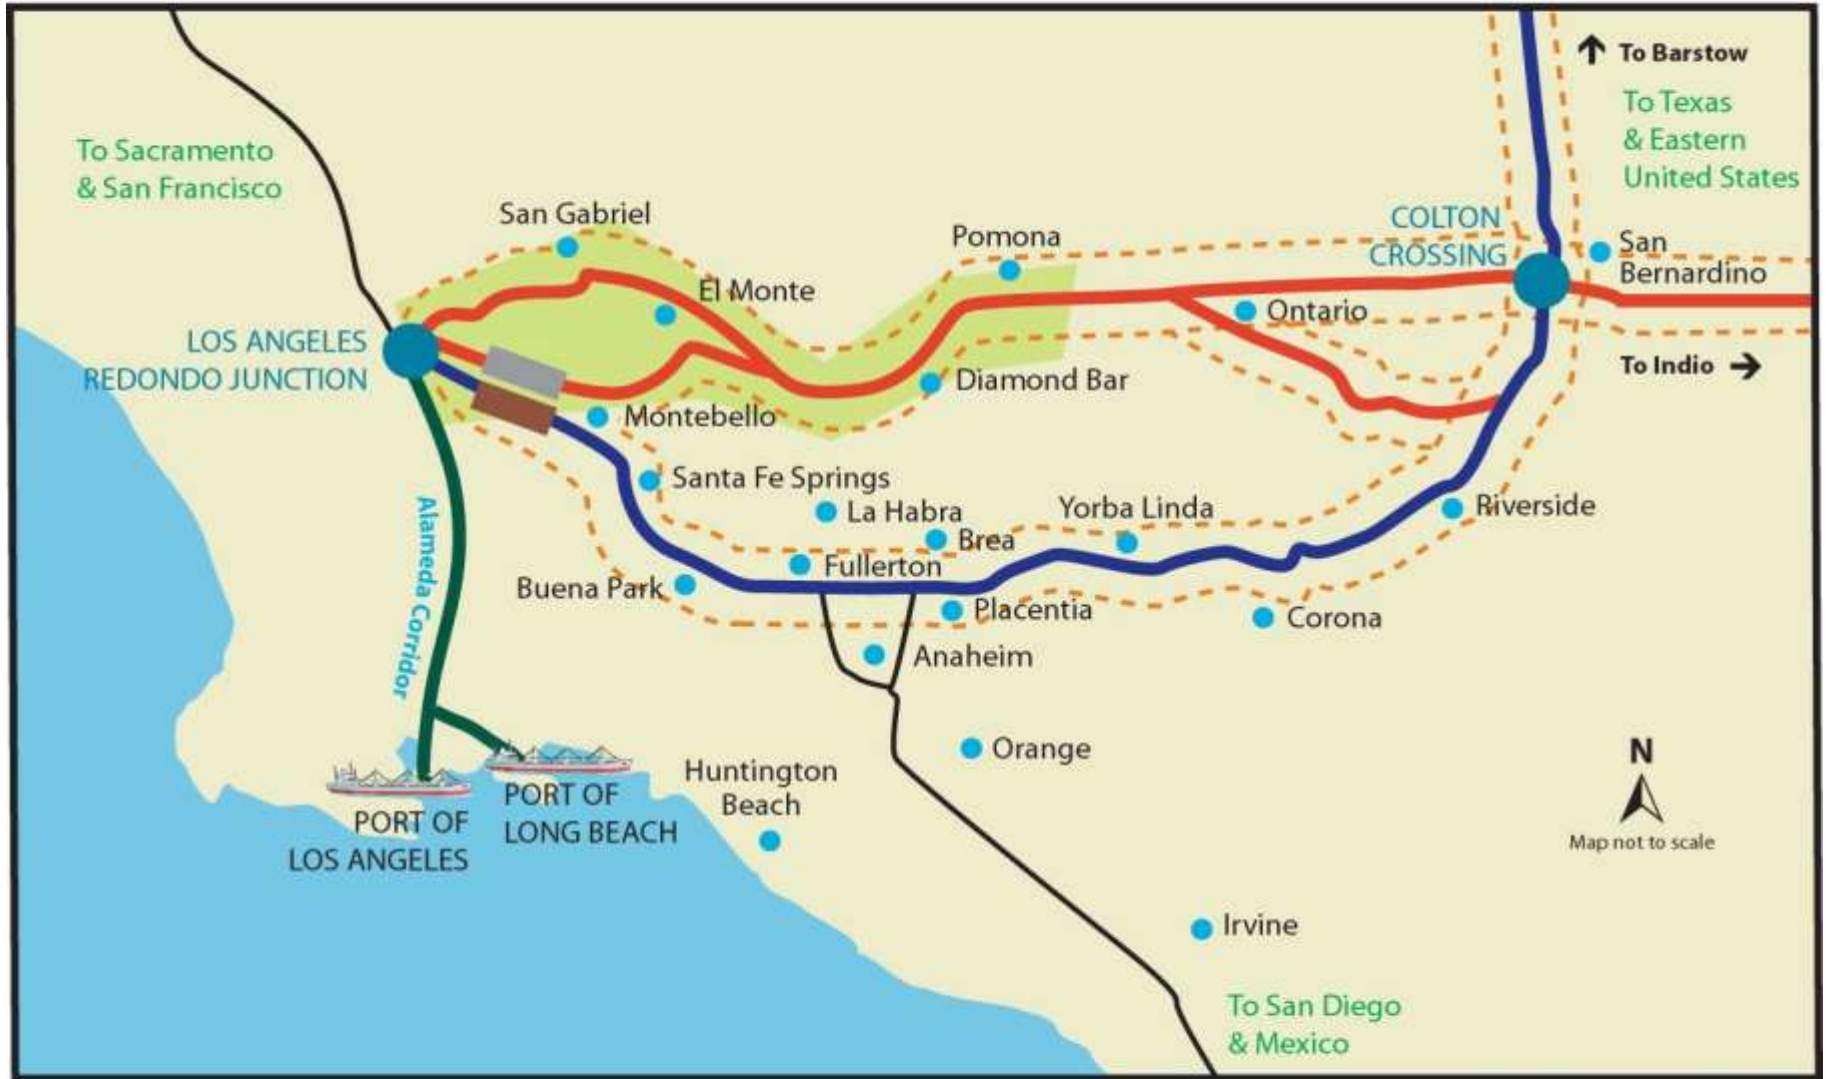 To Barstow
To Texas
& Eastern
United States
To Sacramento
& San Francisco
San Gabriel
Pomona
COLTON
CROSSING
San
Bernardino
El Monte
Ontario
LOS ANGELES
REDONDO JUNCTION
To Indio
Diamond Bar
Montebello
Santa Fe Springs
La Habra
Yorba Linda
Riverside
Brea
Fullerton
Buena Park
Placentia
Corona
Alameda Corridor
Anaheim
Orange
N
Map not to scale
Huntington
Beach
PORT OF
LONG BEACH
PORT OF
LOS ANGELES
Irvine
To San Diego
& Mexico